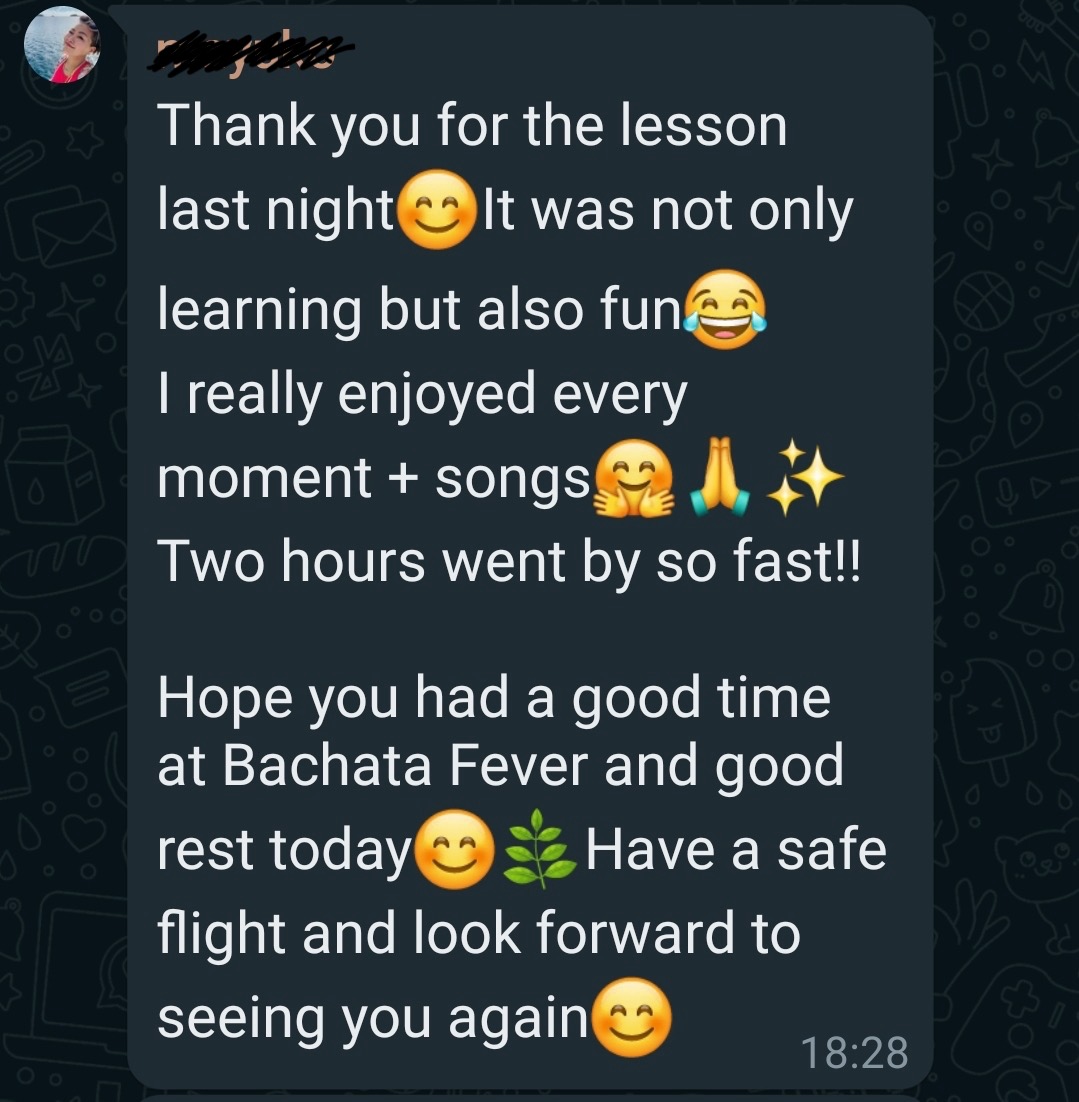 Thank you for the lesson
last night😊It was not only
learning but also fun😂
I really enjoyed every
moment + songs🤗🙏✨
Two hours went by so fast!!
Hope you had a good time
at Bachata Fever and good
rest today😊🌿Have a safe
flight and look forward to
seeing you again😊
18:28